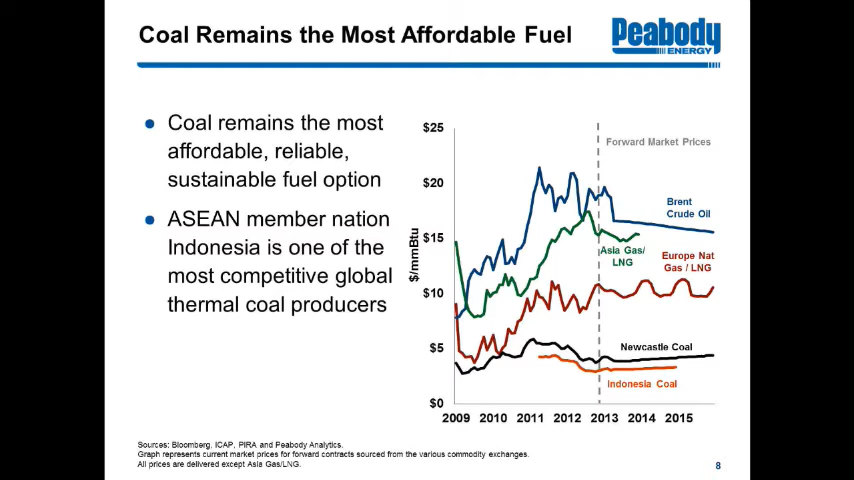 Coal Remains the Most Affordable Fuel
Peabody
ENERGY
● Coal remains the most
affordable, reliable,
sustainable fuel option
● ASEAN member nation
Indonesia is one of the
most competitive global
thermal coal producers
$/mmBtu
$25
$20
$15
$10
$5
$0
2009 2010 2011 2012 2013 2014 2015
Forward Market Prices
Brent
Crude Oil
Asia Gas/
LNG
Europe Nat
Gas / LNG
Newcastle Coal
Indonesia Coal
Sources: Bloomberg, ICAP, PIRA and Peabody Analytics.
Graph represents current market prices for forward contracts sourced from the various commodity exchanges.
All prices are delivered except Asia Gas/LNG.
8